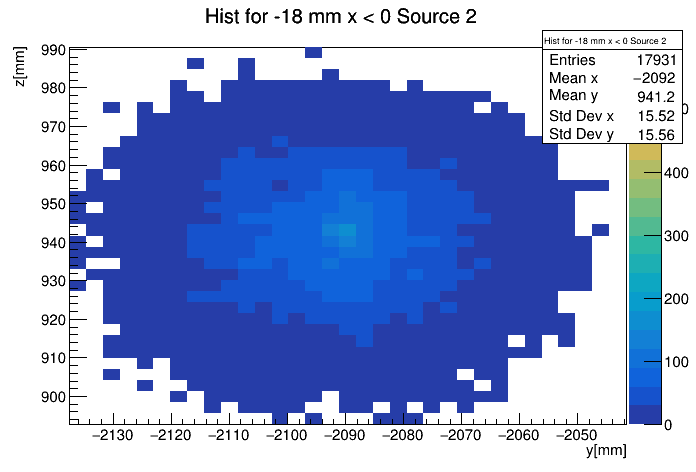 Hist for -18 mm x < 0 Source 2
Hist for -18 mm x < 0 Source 2
Entries 17931
Mean x −2092
Mean y 941.2
Std Dev x 15.52
Std Dev y 15.56
z[mm]
990
980
970
960
950
940
930
920
910
900
−2130 −2120 −2110 −2100 −2090 −2080 −2070 −2060 −2050
y[mm]
0
400
300
200
100
0